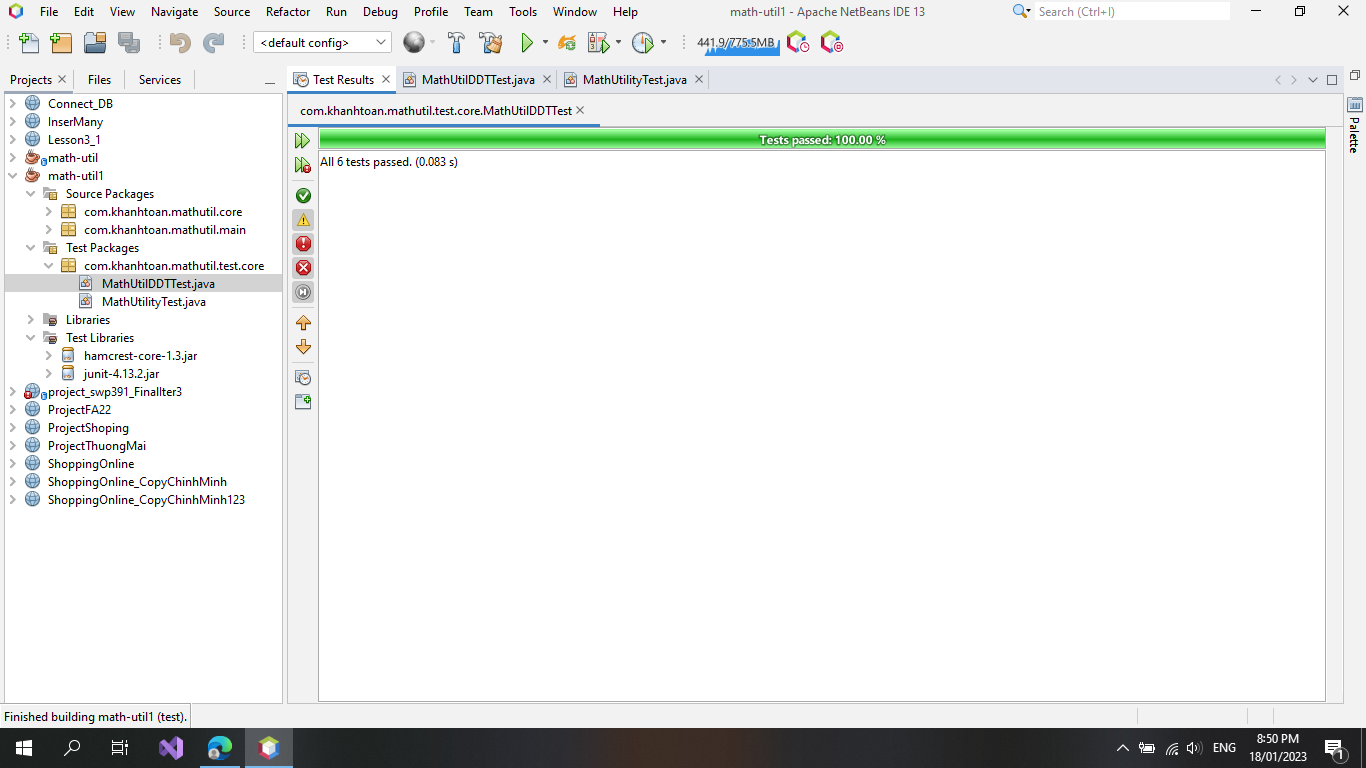 File Edit View Navigate Source Refactor Run Debug Profile Team Tools Window Help math-util1 - Apache NetBeans IDE 13 Search (Ctrl+I)
<default config> 441.9/775.5MB
Projects Files Services
Connect_DB
InserMany
Lesson3_1
math-util
math-util1
Source Packages
com.khanhtoan.mathutil.core
com.khanhtoan.mathutil.main
Test Packages
com.khanhtoan.mathutil.test.core
MathUtilDDTTest.java
MathUtilityTest.java
Libraries
Test Libraries
hamcrest-core-1.3.jar
junit-4.13.2.jar
project_swp391_FinalIter3
ProjectFA22
ProjectShoping
ProjectThuongMai
ShoppingOnline
ShoppingOnline_CopyChinhMinh
ShoppingOnline_CopyChinhMinh123
Test Results MathUtilDDTTest.java MathUtilityTest.java
com.khanhtoan.mathutil.test.core.MathUtilDDTTest
Tests passed: 100.00 %
All 6 tests passed. (0.083 s)
Palette
Finished building math-util1 (test).
ENG
8:50 PM
18/01/2023
1